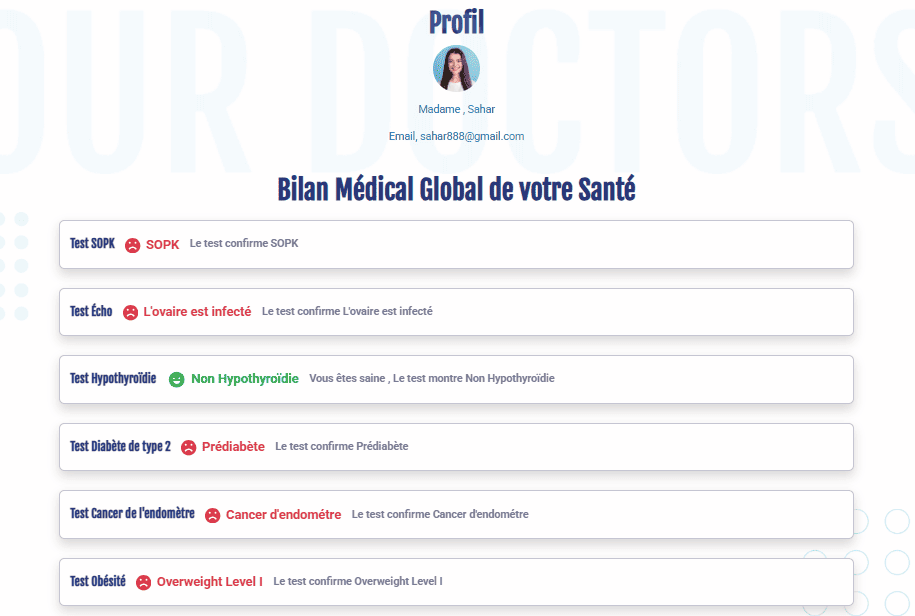 OUR DOCTORS
Profil
Madame , Sahar
Email, sahar888@gmail.com
Bilan Médical Global de votre Santé
Test SOPK SOPK Le test confirme SOPK
Test Écho L'ovaire est infecté Le test confirme L'ovaire est infecté
Test Hypothyroïdie Non Hypothyroïdie Vous êtes saine , Le test montre Non Hypothyroïdie
Test Diabète de type 2 Prédiabète Le test confirme Prédiabète
Test Cancer de l'endomètre Cancer d'endométre Le test confirme Cancer d'endométre
Test Obésité Overweight Level I Le test confirme Overweight Level I